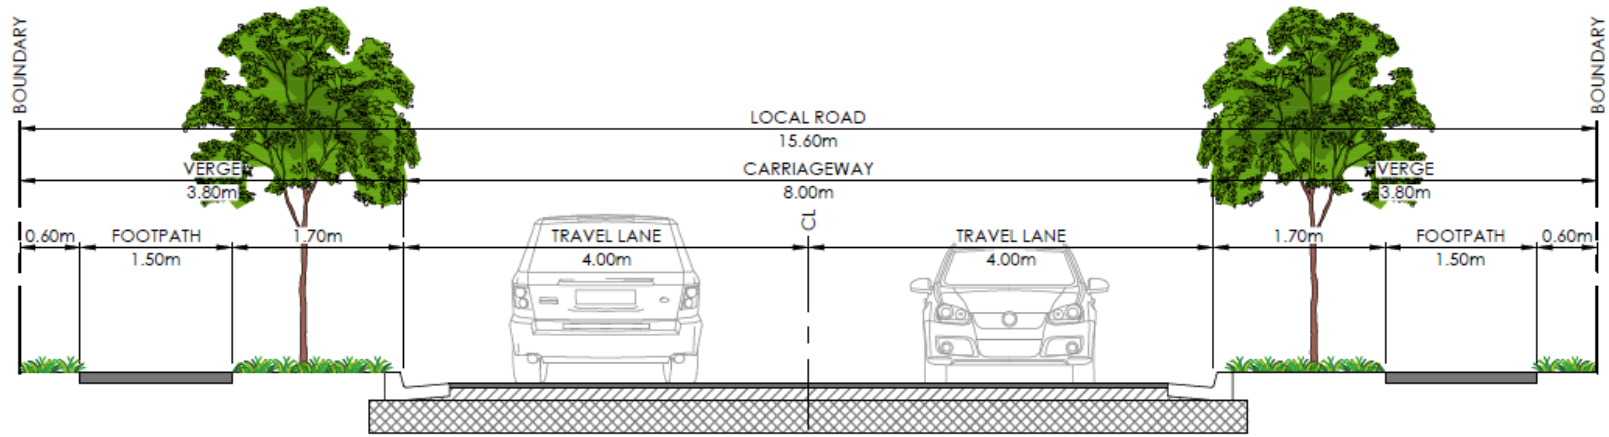 BOUNDARY
BOUNDARY
LOCAL ROAD
15.60m
VERGE
3.80m
CARRIAGEWAY
8.00m
VERGE
3.80m
CL
0.60m
FOOTPATH
1.50m
1.70m
TRAVEL LANE
4.00m
TRAVEL LANE
4.00m
1.70m
FOOTPATH
1.50m
0.60m